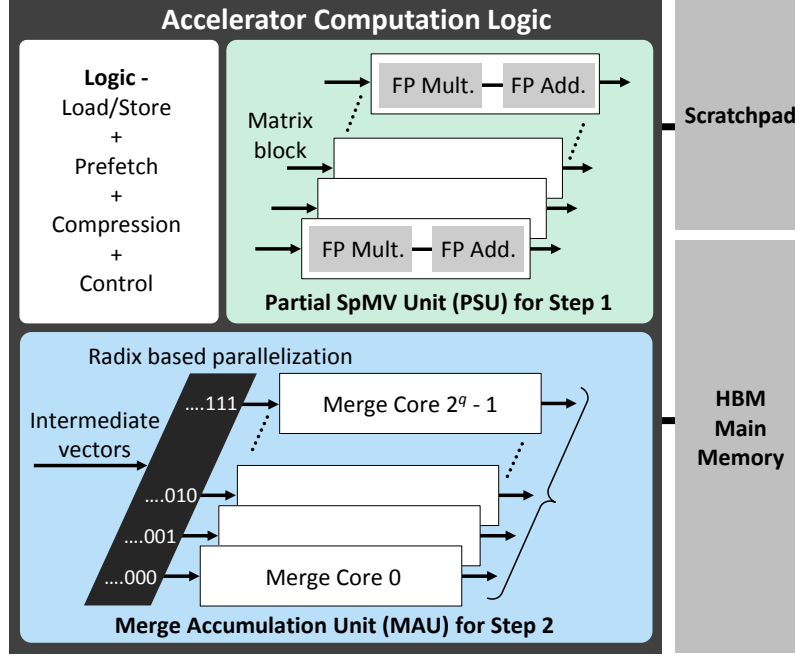 Accelerator Computation Logic
Logic -
Load/Store
+
Prefetch
+
Compression
+
Control
FP Mult.
FP Add.
Matrix
block
FP Mult.
FP Add.
Partial SpMV Unit (PSU) for Step 1
Radix based parallelization
Intermediate
vectors
....111
Merge Core 2^q - 1
....010
....001
....000
Merge Core 0
Merge Accumulation Unit (MAU) for Step 2
Scratchpad
HBM
Main
Memory